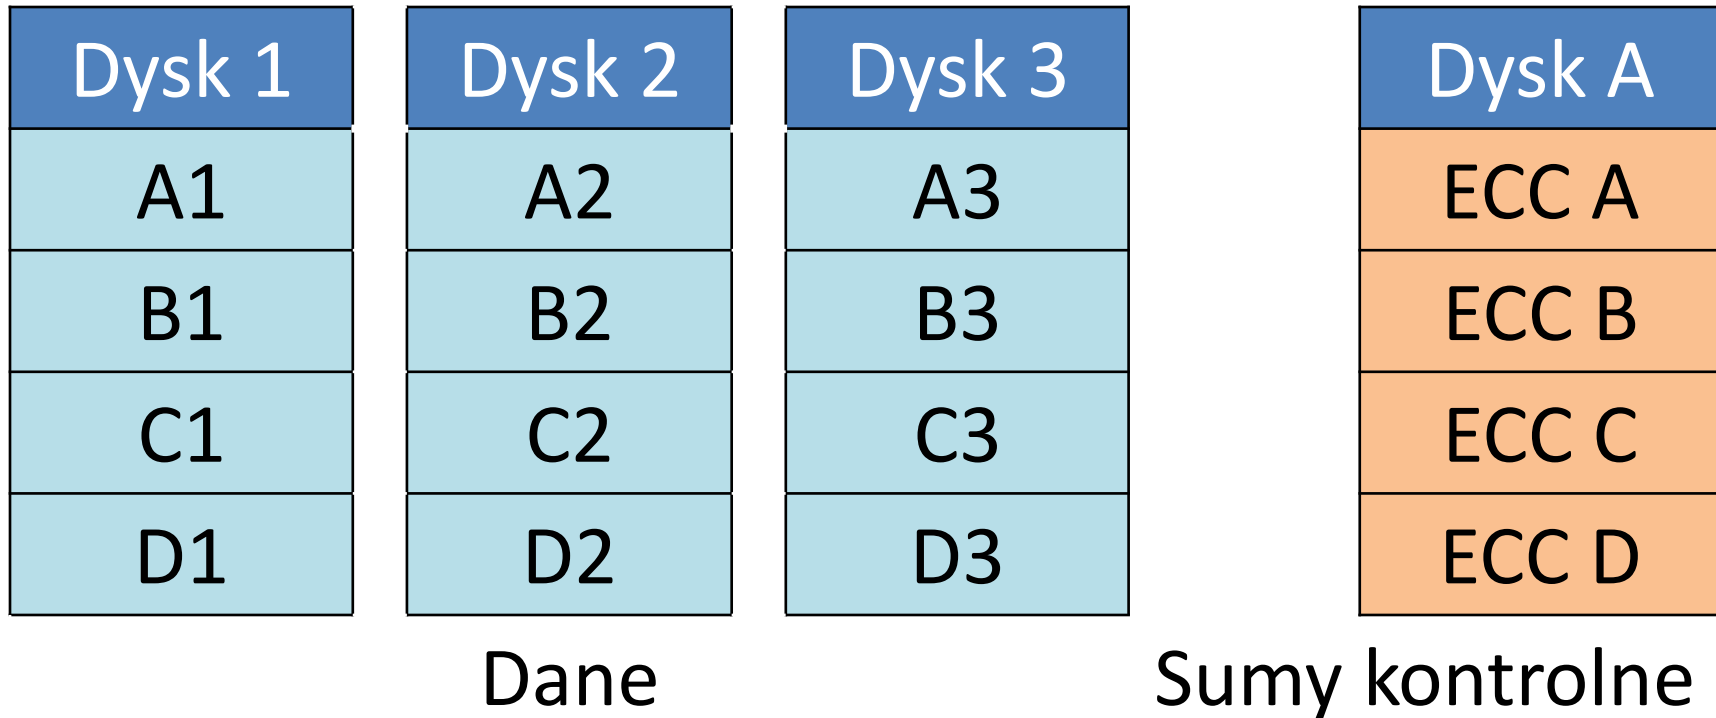 Dysk 1 Dysk 2 Dysk 3 Dysk A
A1 A2 A3 ECC A
B1 B2 B3 ECC B
C1 C2 C3 ECC C
D1 D2 D3 ECC D
Dane Sumy kontrolne